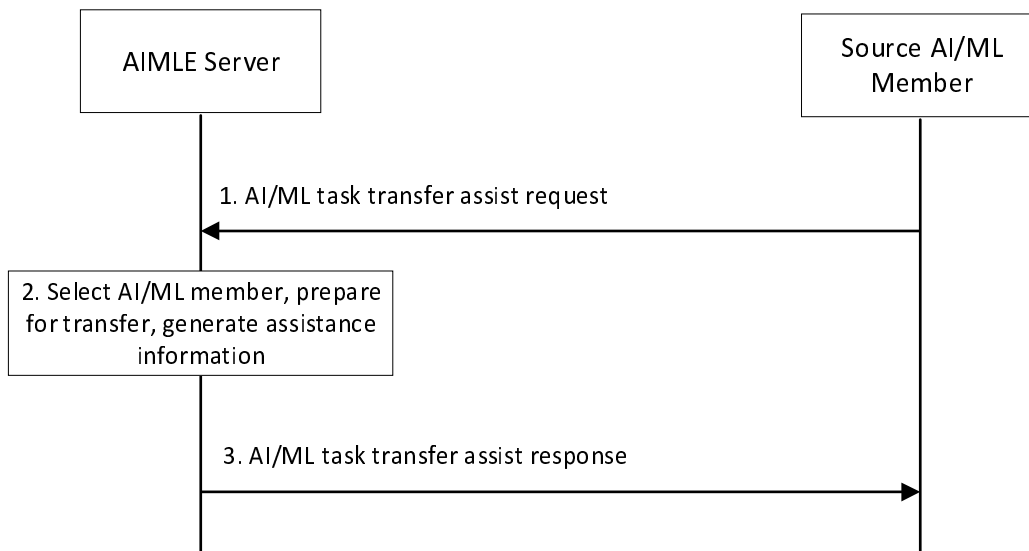 AIMLE Server
Source AI/ML
Member
1. AI/ML task transfer assist request
2. Select AI/ML member, prepare
for transfer, generate assistance
information
3. AI/ML task transfer assist response